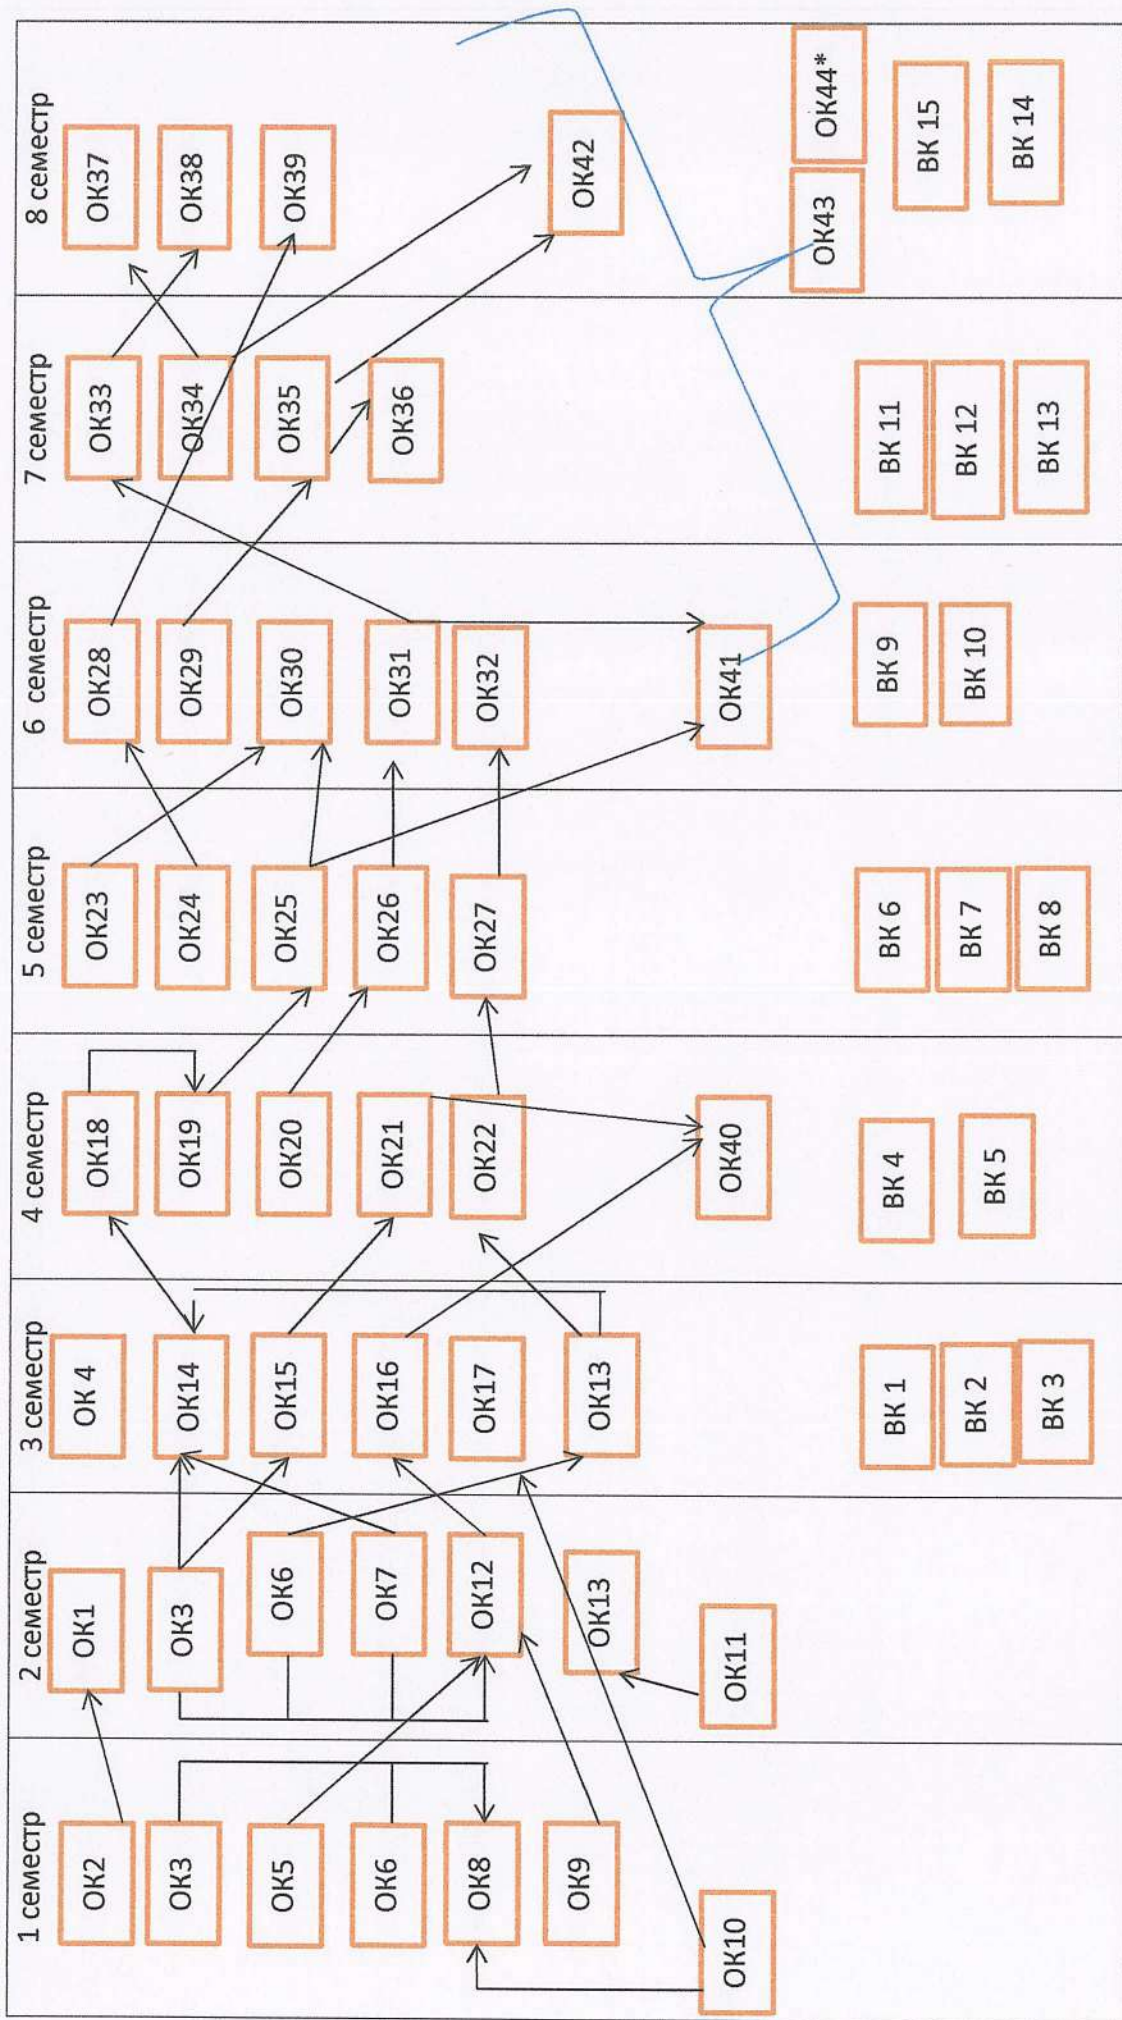 1 семестр
ОК2
ОК3
ОК5
ОК6
ОК8
ОК9
ОК10
2 семестр
ОК1
ОК3
ОК6
ОК7
ОК12
ОК13
ОК11
3 семестр
ОК 4
ОК14
ОК15
ОК16
ОК17
ОК13
ВК 1
ВК 2
ВК 3
4 семестр
ОК18
ОК19
ОК20
ОК21
ОК22
ОК40
ВК 4
ВК 5
5 семестр
ОК23
ОК24
ОК25
ОК26
ОК27
ВК 6
ВК 7
ВК 8
6 семестр
ОК28
ОК29
ОК30
ОК31
ОК32
ОК41
ВК 9
ВК 10
7 семестр
ОК33
ОК34
ОК35
ОК36
ВК 11
ВК 12
ВК 13
8 семестр
ОК37
ОК38
ОК39
ОК42
ОК43
ОК44*
ВК 15
ВК 14